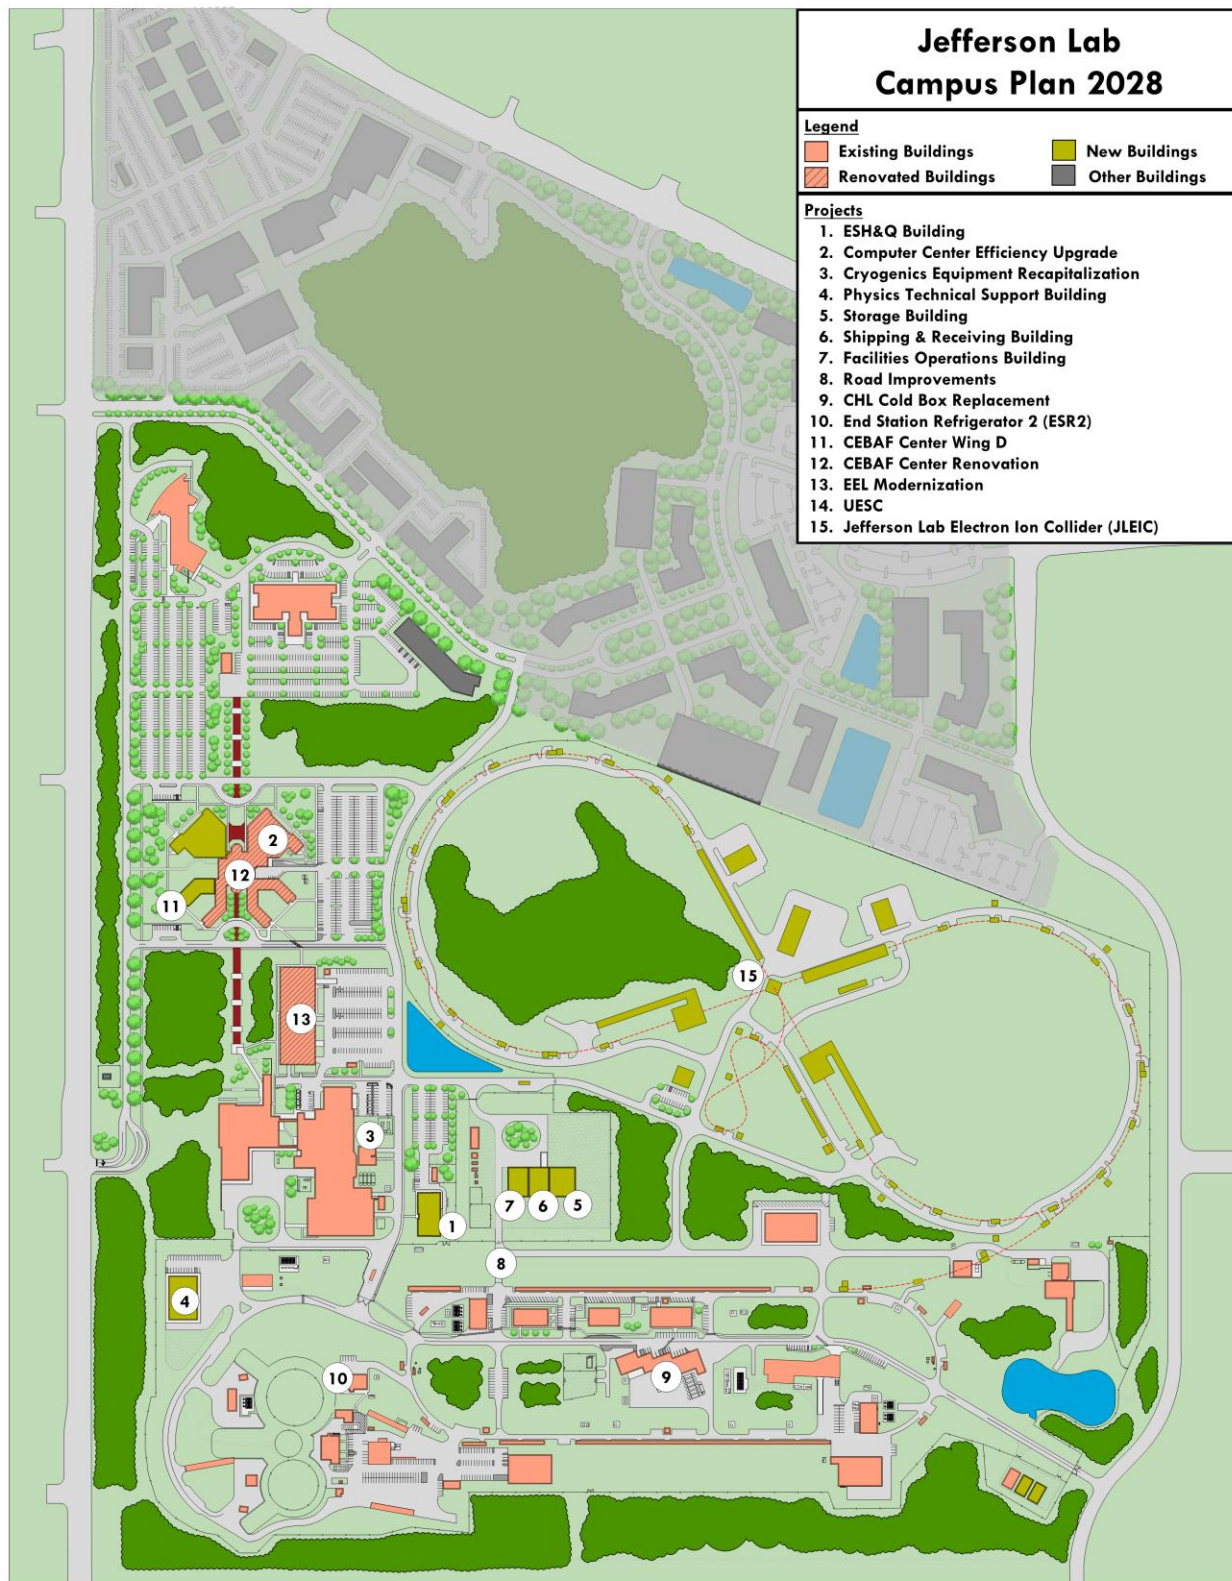 Jefferson Lab
Campus Plan 2028
Legend
Existing Buildings
New Buildings
Renovated Buildings
Other Buildings
Projects
1. ESH&Q Building
2. Computer Center Efficiency Upgrade
3. Cryogenics Equipment Recapitalization
4. Physics Technical Support Building
5. Storage Building
6. Shipping & Receiving Building
7. Facilities Operations Building
8. Road Improvements
9. CHL Cold Box Replacement
10. End Station Refrigerator 2 (ESR2)
11. CEBAF Center Wing D
12. CEBAF Center Renovation
13. EEL Modernization
14. UESC
15. Jefferson Lab Electron Ion Collider (JLEIC)
2
12
11
15
13
3
7
6
5
1
8
4
10
9